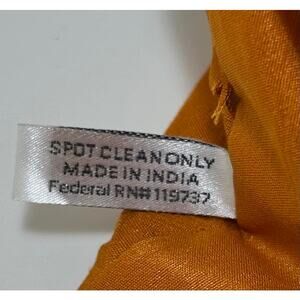 SPOT CLEAN ONLY
MADE IN INDIA
Federal RN# 119737